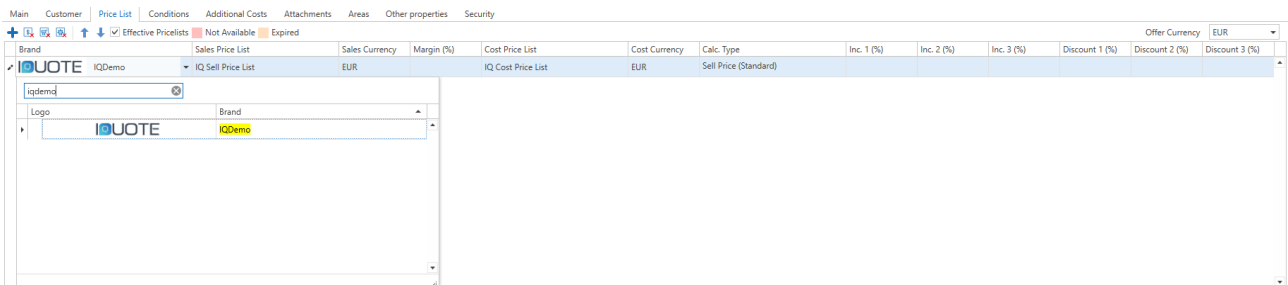 Main Customer Price List Conditions Additional Costs Attachments Areas Other properties Security
Effective Pricelists Not Available Expired Offer Currency EUR
Brand Sales Price List Sales Currency Margin (%) Cost Price List Cost Currency Calc. Type Inc. 1 (%) Inc. 2 (%) Inc. 3 (%) Discount 1 (%) Discount 2 (%) Discount 3 (%)
IQUOTE IQDemo IQ Sell Price List EUR IQ Cost Price List EUR Sell Price (Standard)
iqdemo
Logo Brand
IQUOTE IQDemo